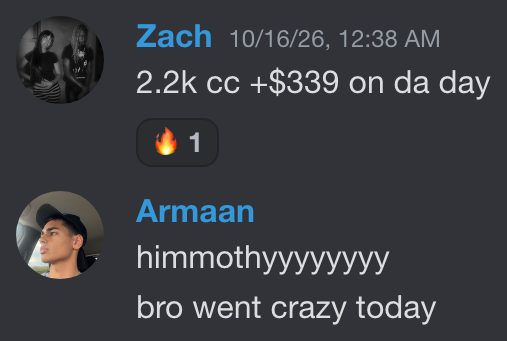 Zach 10/16/26, 12:38 AM
2.2k cc +$339 on da day
🔥 1
Armaan
himmothyyyyyyyy
bro went crazy today